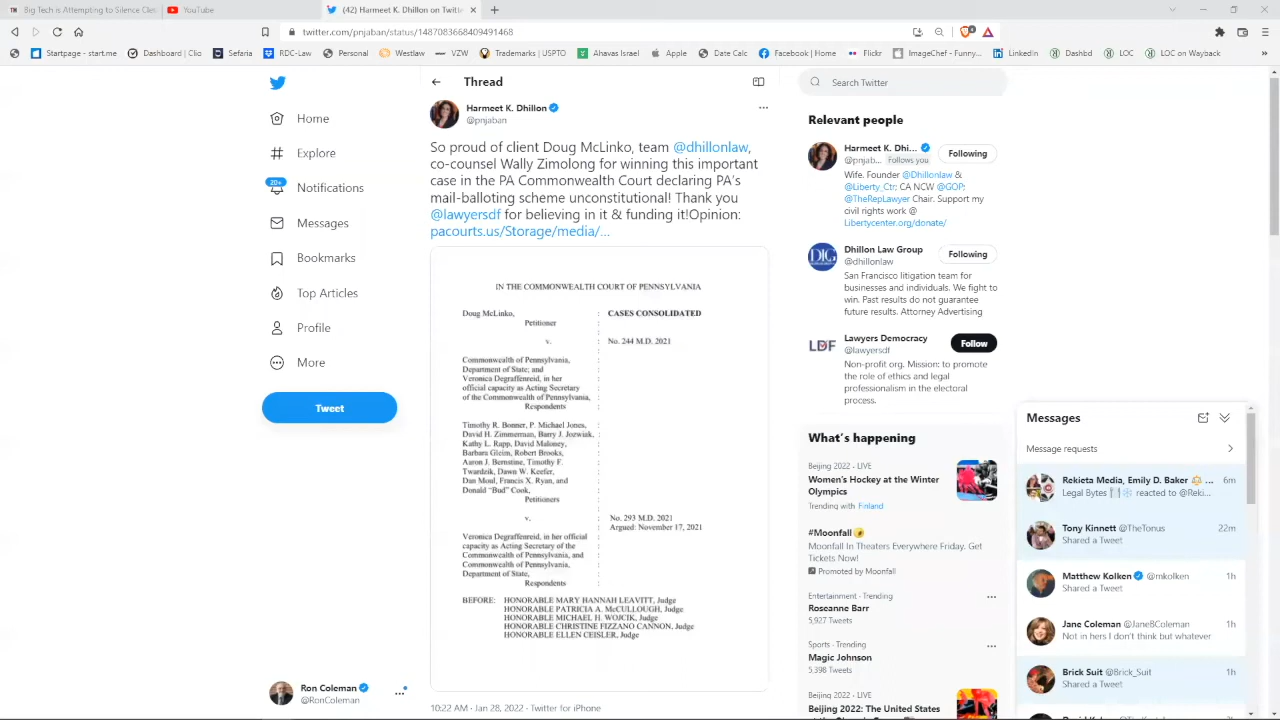 Big Tech is Attempting to Silence Cle
YouTube
(42) Harmeet K. Dhillon on Twitte
twitter.com/pnjaban/status/1487083668409491468
Startpage - start.me
Dashboard | Clio
Sefaria
RDC-Law
Personal
Westlaw
VZW
Trademarks | USPTO
Ahavas Israel
Apple
Date Calc
Facebook | Home
Flickr
ImageChef - Funny...
LinkedIn
Dashbd
LOC
LOC on Wayback
Home
Explore
20+
Notifications
Messages
Bookmarks
Top Articles
Profile
More
Tweet
Ron Coleman
@RonColeman
Thread
Harmeet K. Dhillon
@pnjaban
So proud of client Doug McLinko, team @dhillonlaw,
co-counsel Wally Zimolong for winning this important
case in the PA Commonwealth Court declaring PA's
mail-balloting scheme unconstitutional! Thank you
@lawyersdf for believing in it & funding it!Opinion:
pacourts.us/Storage/media/...
IN THE COMMONWEALTH COURT OF PENNSYLVANIA
Doug McLinko, : CASES CONSOLIDATED
Petitioner :
v. : No. 244 M.D. 2021
Commonwealth of Pennsylvania,
Department of State; and
Veronica Degraffenreid, in her
official capacity as Acting Secretary
of the Commonwealth of Pennsylvania,
Respondents
Timothy R. Bonner, P. Michael Jones,
David H. Zimmerman, Barry J. Jozwiak,
Kathy L. Rapp, David Maloney,
Barbara Gleim, Robert Brooks,
Aaron J. Bernstine, Timothy F.
Twardzik, Dawn W. Keefer,
Dan Moul, Francis X. Ryan, and
Donald "Bud" Cook,
Petitioners
v. : No. 293 M.D. 2021
Argued: November 17, 2021
Veronica Degraffenreid, in her official
capacity as Acting Secretary of the
Commonwealth of Pennsylvania, and
Commonwealth of Pennsylvania,
Department of State,
Respondents
BEFORE: HONORABLE MARY HANNAH LEAVITT, Judge
HONORABLE PATRICIA A. McCULLOUGH, Judge
HONORABLE MICHAEL H. WOJCIK, Judge
HONORABLE CHRISTINE FIZZANO CANNON, Judge
HONORABLE ELLEN CEISLER, Judge
10:22 AM · Jan 28, 2022 · Twitter for iPhone
Search Twitter
Relevant people
Harmeet K. Dhi...
@pnjab... Follows you
Following
Wife. Founder @Dhillonlaw &
@Liberty_Ctr; CA NCW @GOP;
@TheRepLawyer Chair. Support my
civil rights work @
Libertycenter.org/donate/
Dhillon Law Group
@dhillonlaw
Following
San Francisco litigation team for
businesses and individuals. We fight to
win. Past results do not guarantee
future results. Attorney Advertising
Lawyers Democracy
@lawyersdf
Follow
Non-profit org. Mission: to promote
the role of ethics and legal
professionalism in the electoral
process.
What's happening
Beijing 2022 · LIVE
Women's Hockey at the Winter
Olympics
Trending with Finland
#Moonfall
Moonfall In Theaters Everywhere Friday. Get
Tickets Now!
Promoted by Moonfall
Entertainment · Trending
Roseanne Barr
5,927 Tweets
Sports · Trending
Magic Johnson
5,398 Tweets
Beijing 2022 · LIVE
Beijing 2022: The United States
Messages
Message requests
Rekieta Media, Emily D. Baker ... 6m
Legal Bytes reacted to @Reki...
Tony Kinnett @TheTonus 22m
Shared a Tweet
Matthew Kolken @mkolken 1h
Shared a Tweet
Jane Coleman @JaneBColeman 1h
Not in hers I don't think but whatever
Brick Suit @Brick_Suit 1h
Shared a Tweet